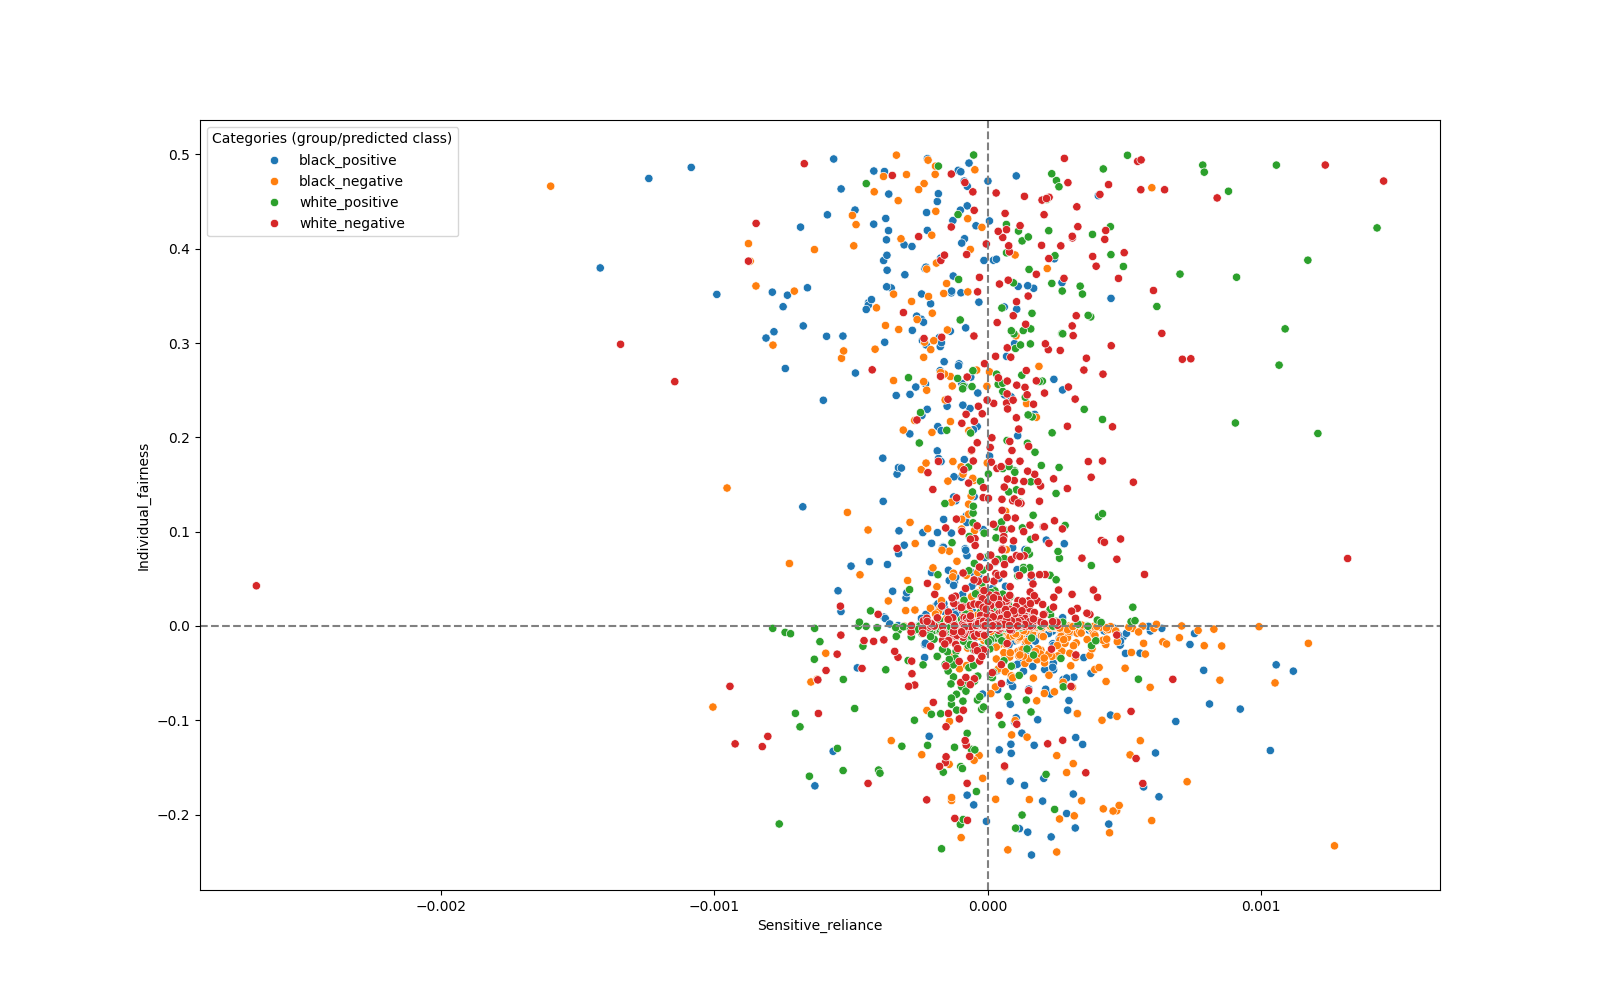 Categories (group/predicted class)
black_positive
black_negative
white_positive
white_negative
0.5
0.4
0.3
0.2
0.1
0.0
−0.1
−0.2
Individual_fairness
−0.002
−0.001
0.000
0.001
Sensitive_reliance